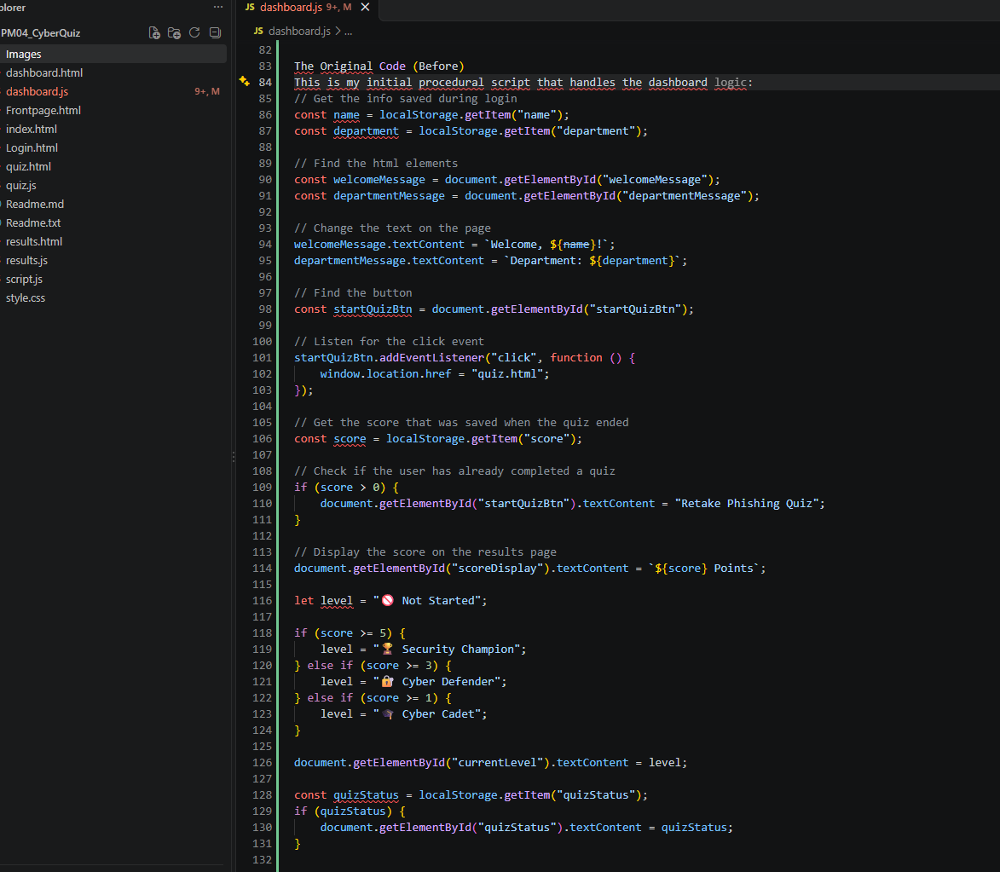 plorer ···
PM04_CyberQuiz
Images
dashboard.html
dashboard.js 9+, M
Frontpage.html
index.html
Login.html
quiz.html
quiz.js
Readme.md
Readme.txt
results.html
results.js
script.js
style.css
JS dashboard.js 9+, M ×
JS dashboard.js > ...
82
83 The Original Code (Before)
84 This is my initial procedural script that handles the dashboard logic:
85 // Get the info saved during login
86 const name = localStorage.getItem("name");
87 const department = localStorage.getItem("department");
88
89 // Find the html elements
90 const welcomeMessage = document.getElementById("welcomeMessage");
91 const departmentMessage = document.getElementById("departmentMessage");
92
93 // Change the text on the page
94 welcomeMessage.textContent = `Welcome, ${name}!`;
95 departmentMessage.textContent = `Department: ${department}`;
96
97 // Find the button
98 const startQuizBtn = document.getElementById("startQuizBtn");
99
100 // Listen for the click event
101 startQuizBtn.addEventListener("click", function () {
102     window.location.href = "quiz.html";
103 });
104
105 // Get the score that was saved when the quiz ended
106 const score = localStorage.getItem("score");
107
108 // Check if the user has already completed a quiz
109 if (score > 0) {
110     document.getElementById("startQuizBtn").textContent = "Retake Phishing Quiz";
111 }
112
113 // Display the score on the results page
114 document.getElementById("scoreDisplay").textContent = `${score} Points`;
115
116 let level = "🚫 Not Started";
117
118 if (score >= 5) {
119     level = "🏆 Security Champion";
120 } else if (score >= 3) {
121     level = "🔐 Cyber Defender";
122 } else if (score >= 1) {
123     level = "🎓 Cyber Cadet";
124 }
125
126 document.getElementById("currentLevel").textContent = level;
127
128 const quizStatus = localStorage.getItem("quizStatus");
129 if (quizStatus) {
130     document.getElementById("quizStatus").textContent = quizStatus;
131 }
132